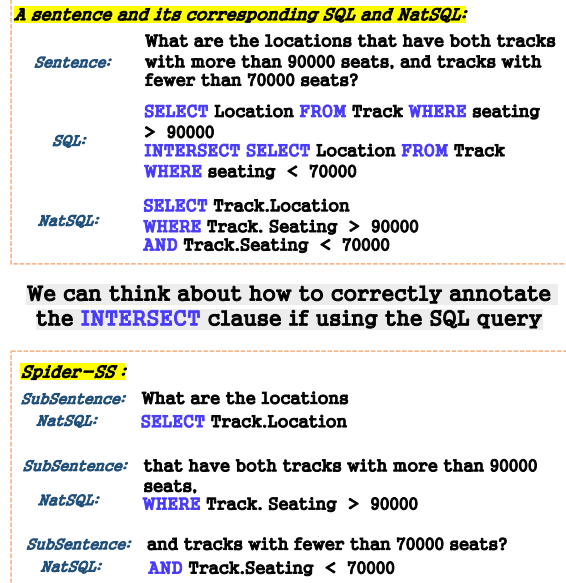 A sentence and its corresponding SQL and NatSQL:
Sentence: What are the locations that have both tracks
with more than 90000 seats, and tracks with
fewer than 70000 seats?
SQL: SELECT Location FROM Track WHERE seating
> 90000
INTERSECT SELECT Location FROM Track
WHERE seating < 70000
NatSQL: SELECT Track.Location
WHERE Track. Seating > 90000
AND Track.Seating < 70000
We can think about how to correctly annotate
the INTERSECT clause if using the SQL query
Spider-SS :
SubSentence: What are the locations
NatSQL: SELECT Track.Location
SubSentence: that have both tracks with more than 90000
seats,
NatSQL: WHERE Track. Seating > 90000
SubSentence: and tracks with fewer than 70000 seats?
NatSQL: AND Track.Seating < 70000